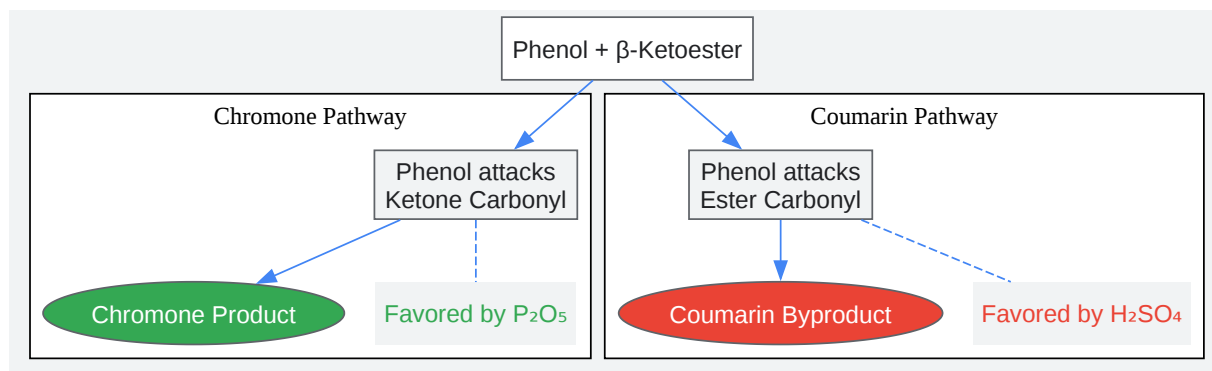 Phenol + β-Ketoester
Chromone Pathway
Phenol attacks
Ketone Carbonyl
Chromone Product
Favored by P₂O₅
Coumarin Pathway
Phenol attacks
Ester Carbonyl
Coumarin Byproduct
Favored by H₂SO₄